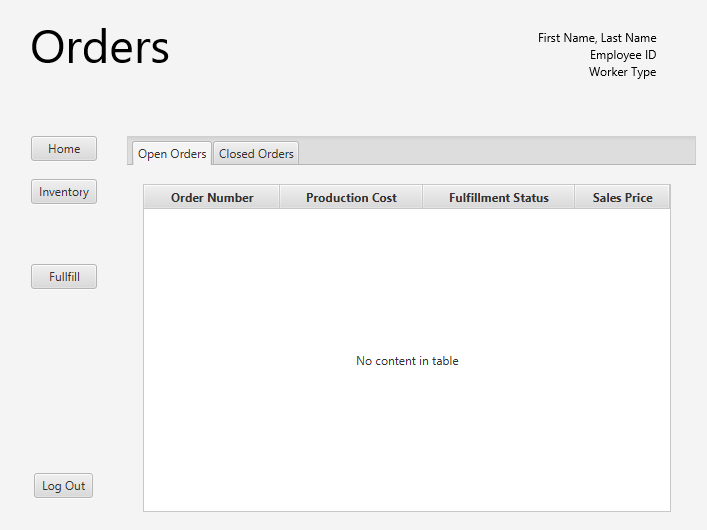 Orders
First Name, Last Name
Employee ID
Worker Type
Home
Inventory
Fullfill
Log Out
Open Orders Closed Orders
Order Number Production Cost Fulfillment Status Sales Price
No content in table